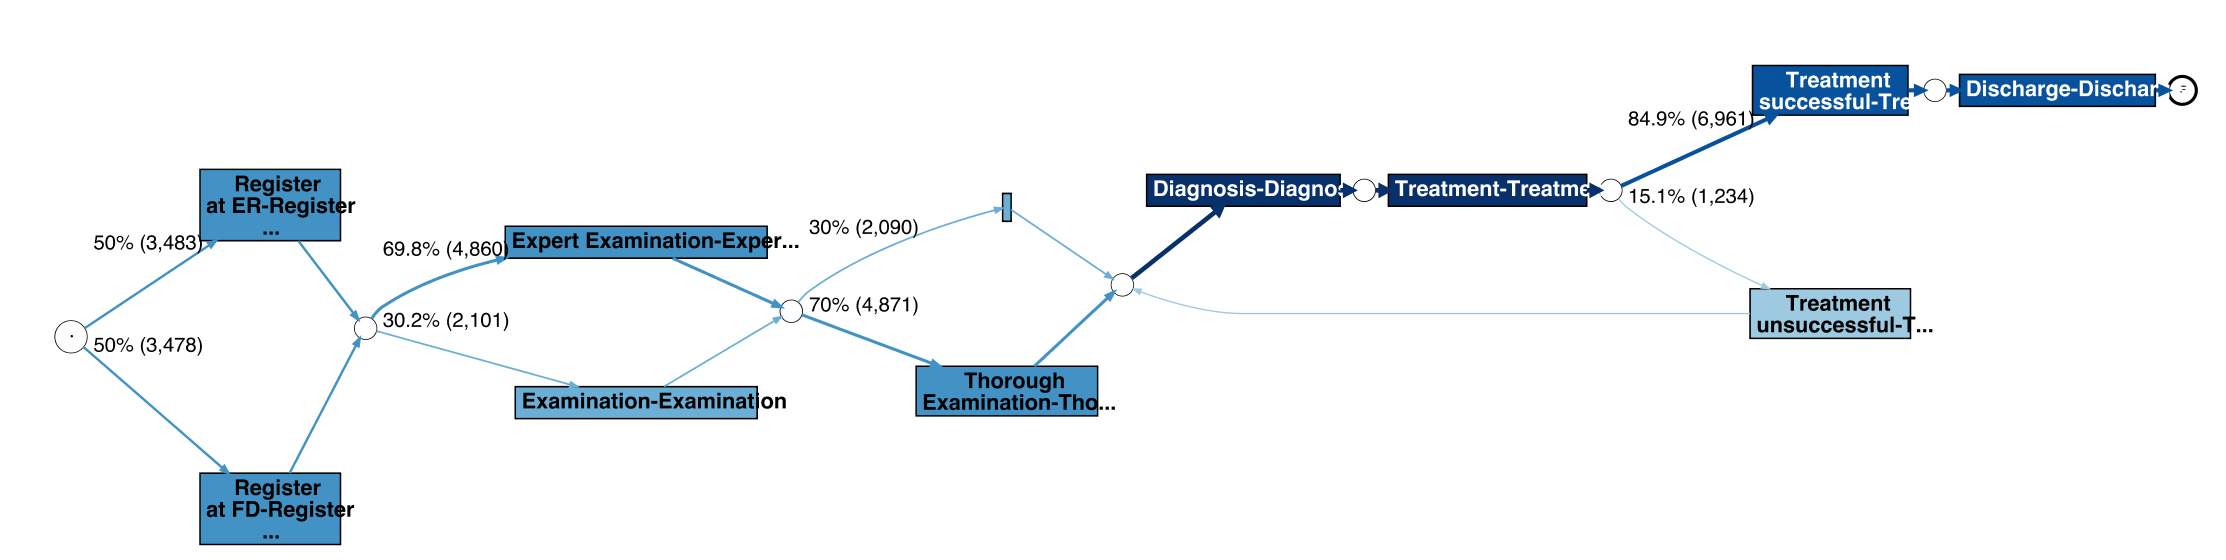 Register
at ER-Register
...
50% (3,483)
50% (3,478)
Register
at FD-Register
...
69.8% (4,860)
30.2% (2,101)
Expert Examination-Exper...
Examination-Examination
30% (2,090)
70% (4,871)
Thorough
Examination-Tho...
Diagnosis-Diagnos
Treatment-Treatme
84.9% (6,961)
15.1% (1,234)
Treatment
successful-Tre
Discharge-Dischar
Treatment
unsuccessful-T...